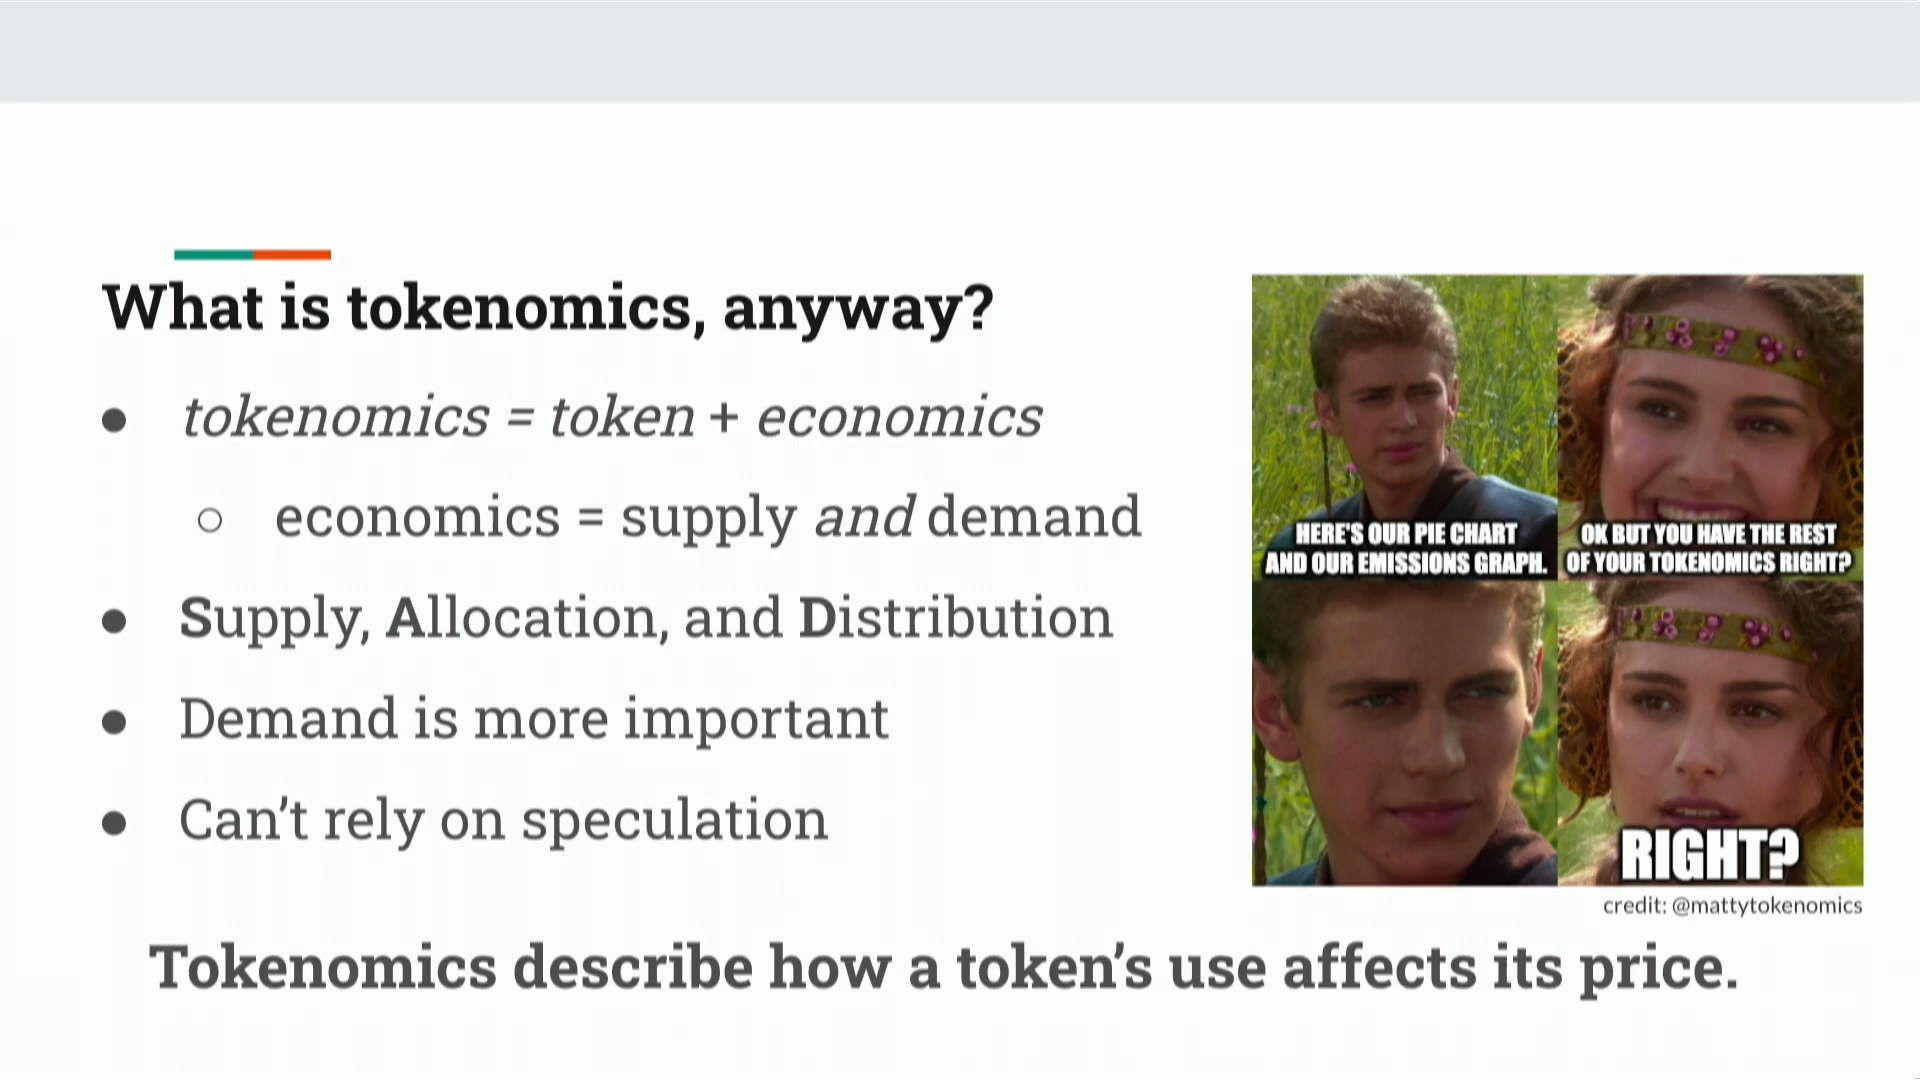 What is tokenomics, anyway?
● tokenomics = token + economics
○ economics = supply and demand
● Supply, Allocation, and Distribution
● Demand is more important
● Can't rely on speculation
HERE'S OUR PIE CHART
AND OUR EMISSIONS GRAPH.
OK BUT YOU HAVE THE REST
OF YOUR TOKENOMICS RIGHT?
RIGHT?
credit: @mattytokenomics
Tokenomics describe how a token's use affects its price.